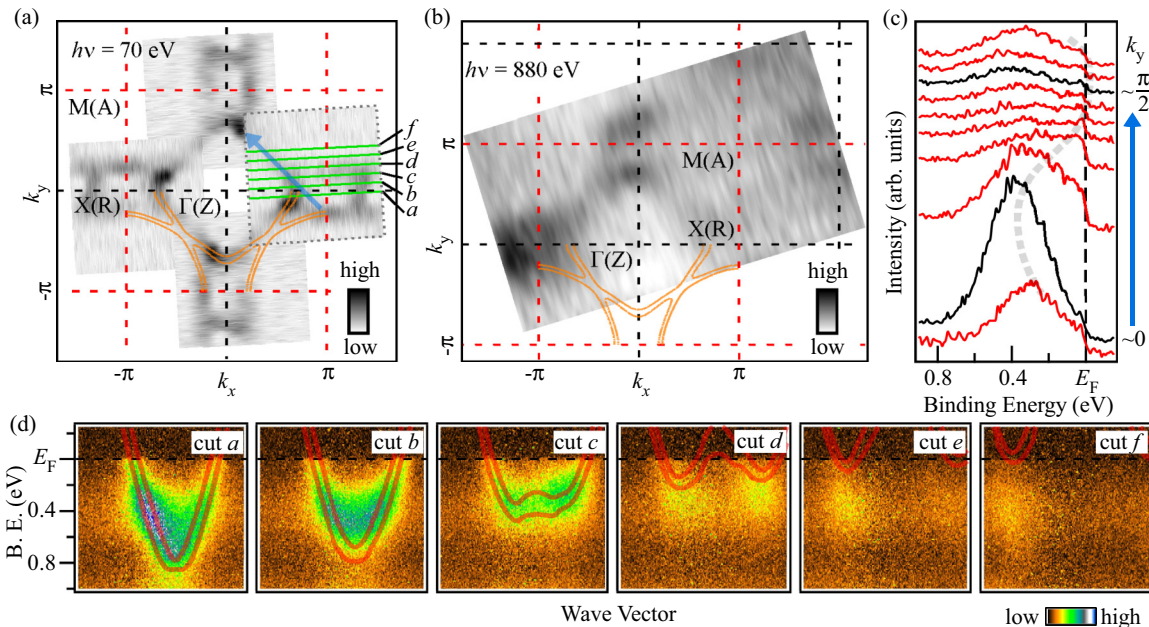 (a)
hν = 70 eV
π
M(A)
f
e
d
c
b
a
k_y
X(R)
Γ(Z)
-π
high
low
-π
k_x
π
(b)
hν = 880 eV
π
M(A)
k_y
X(R)
Γ(Z)
-π
high
low
-π
k_x
π
(c)
k_y
~π/2
Intensity (arb. units)
~0
0.8
0.4
E_F
Binding Energy (eV)
(d)
cut a
cut b
cut c
cut d
cut e
cut f
E_F
0.4
0.8
B. E. (eV)
Wave Vector
low
high